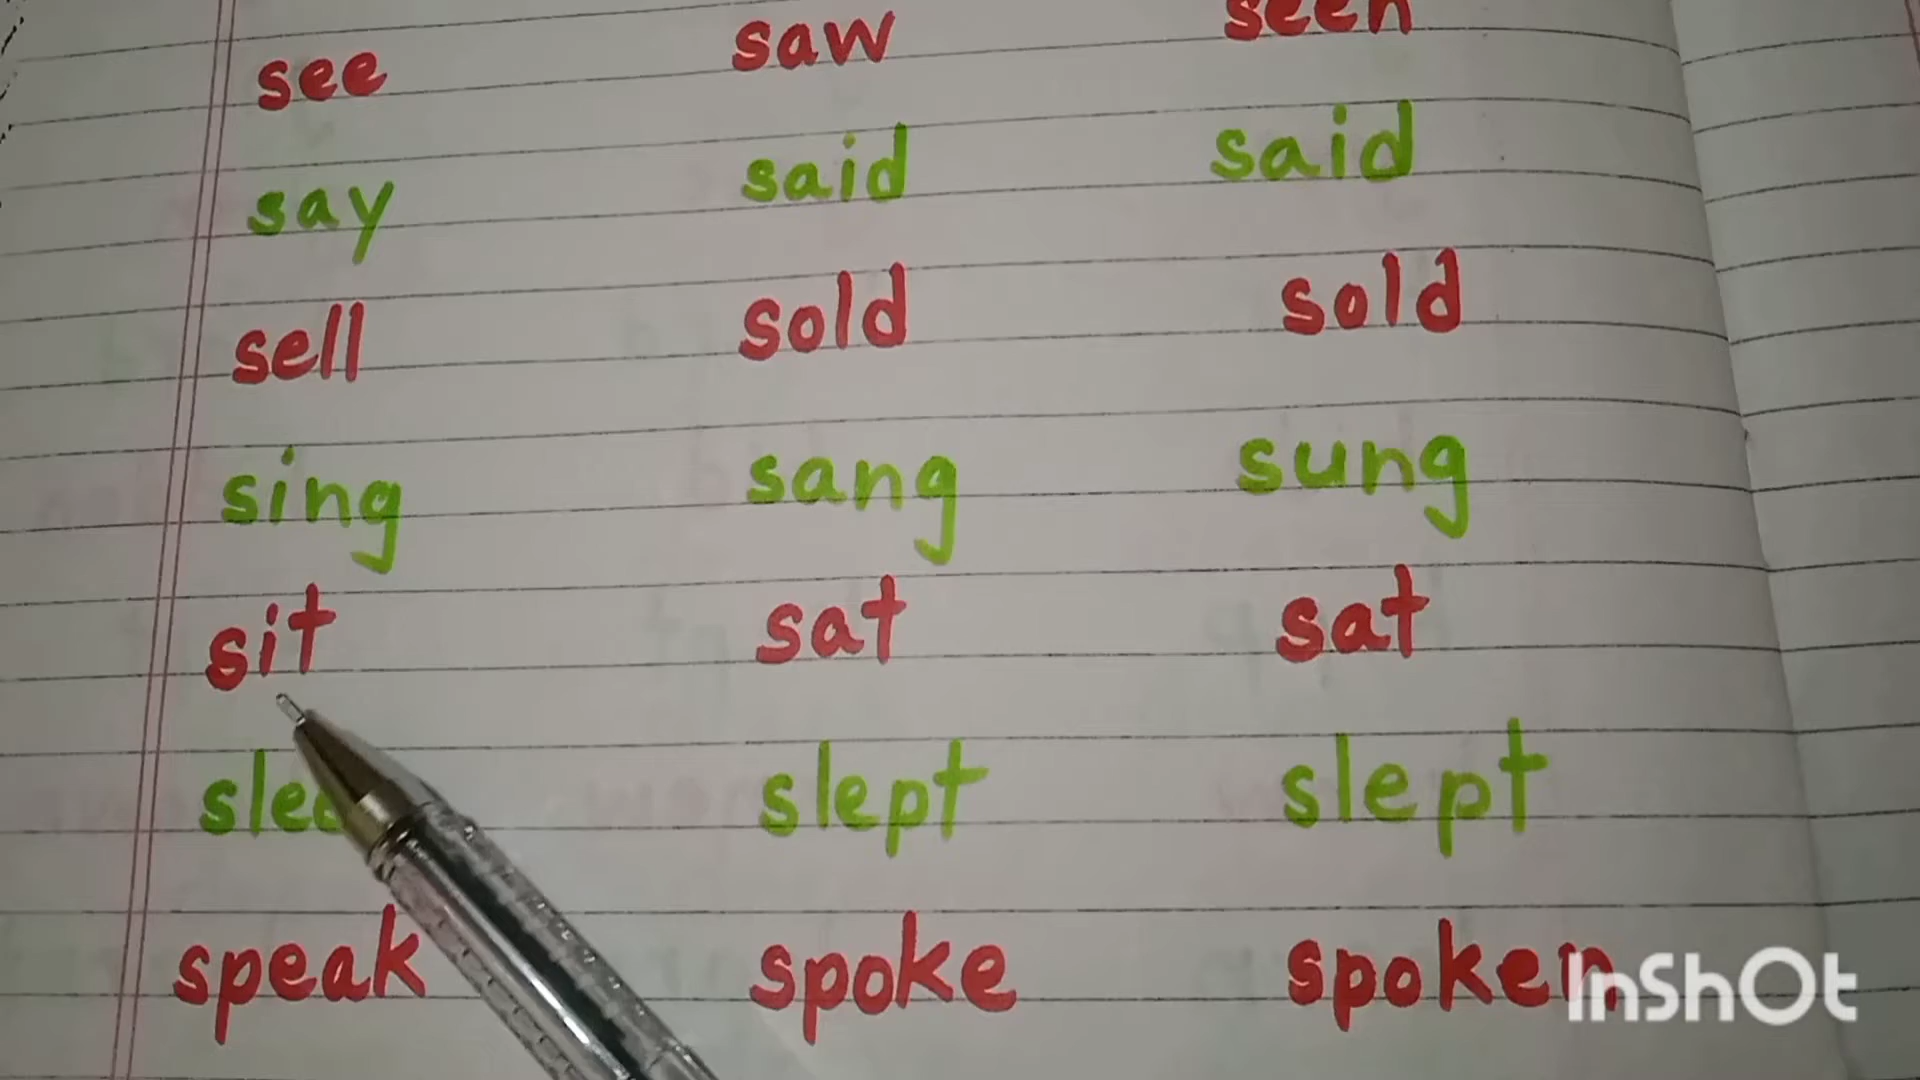 see saw seen
say said said
sell sold sold
sing sang sung
sit sat sat
slee slept slept
speak spoke spoken
InShOt